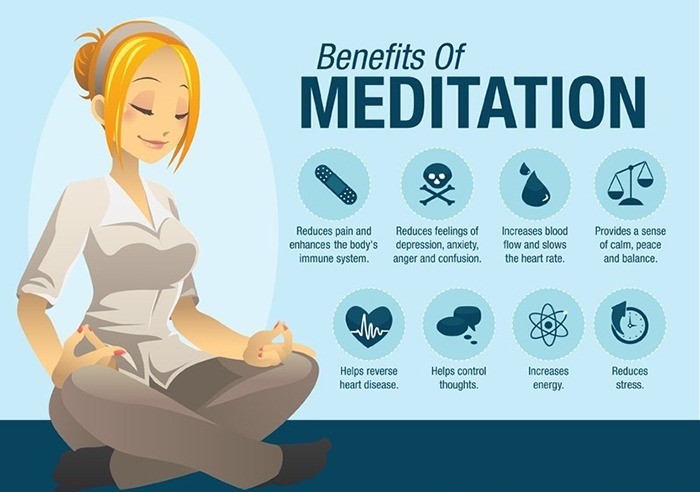 Benefits Of
MEDITATION
Reduces pain and
enhances the body's
immune system.
Reduces feelings of
depression, anxiety,
anger and confusion.
Increases blood
flow and slows
the heart rate.
Provides a sense
of calm, peace
and balance.
Helps reverse
heart disease.
Helps control
thoughts.
Increases
energy.
Reduces
stress.